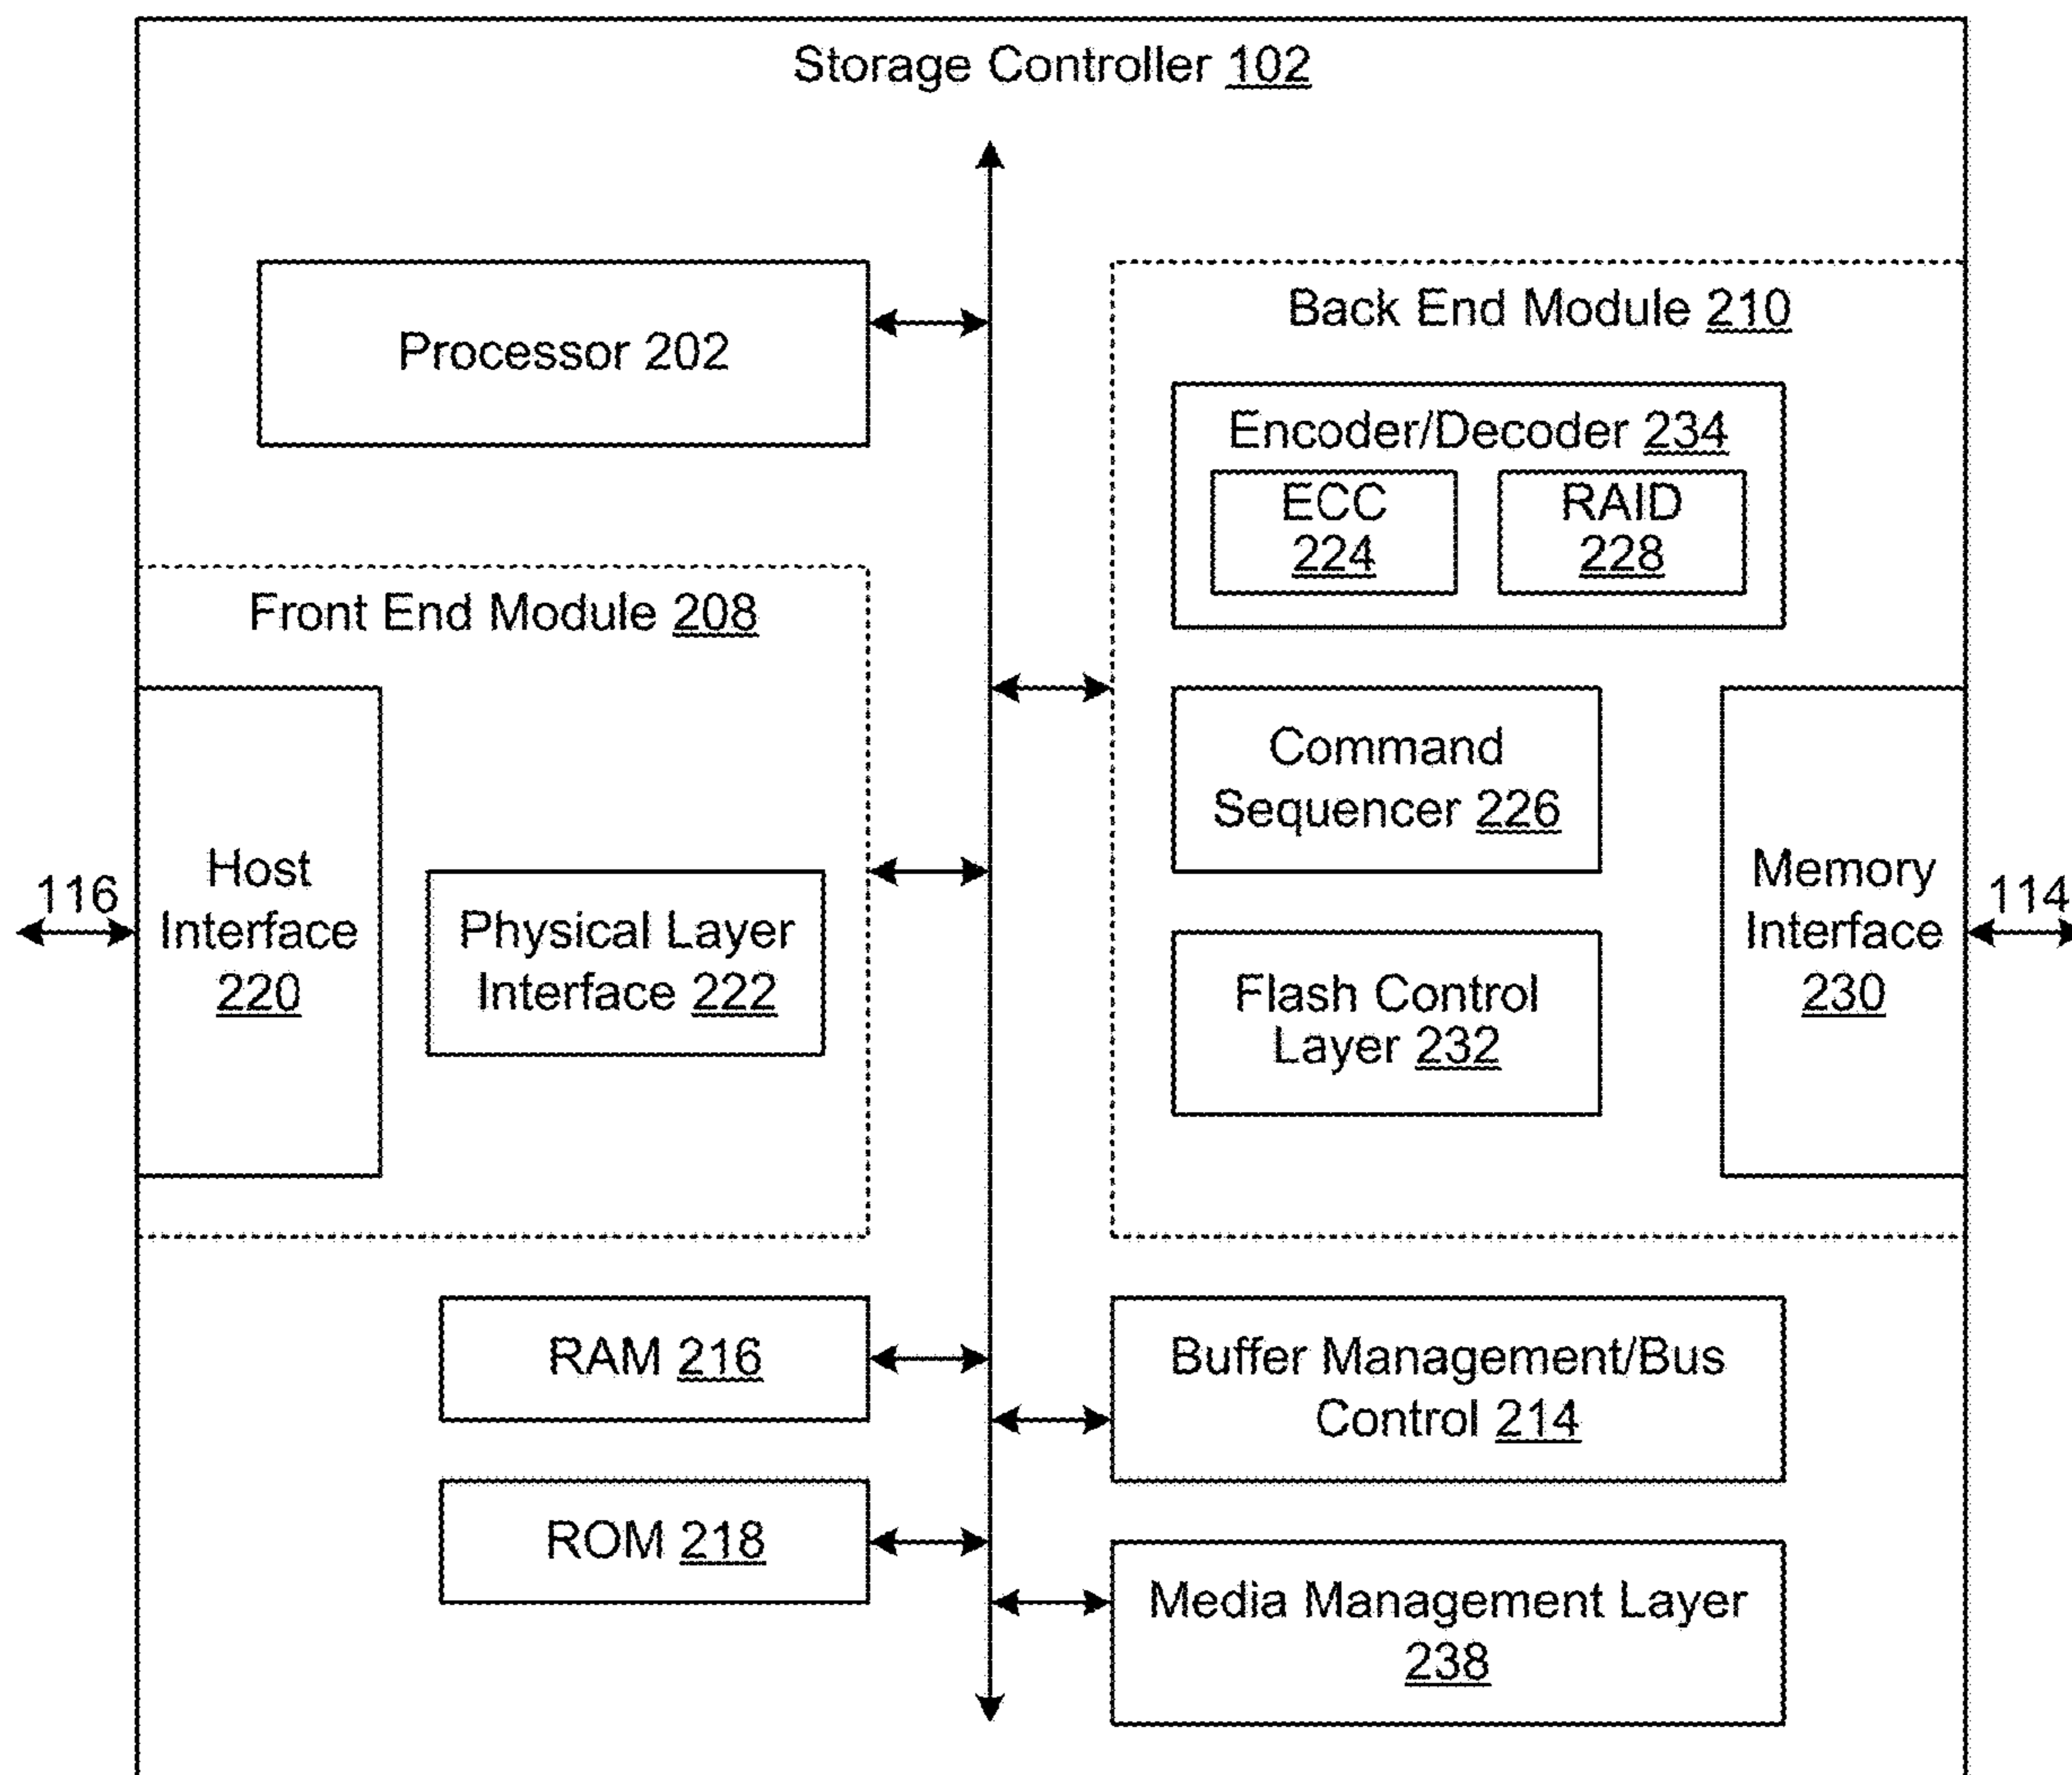 Storage Controller 102
Processor 202
Back End Module 210
Encoder/Decoder 234
ECC
224
RAID
228
Front End Module 208
Host
Interface
220
Physical Layer
Interface 222
116
Command
Sequencer 226
Flash Control
Layer 232
Memory
Interface
230
114
RAM 216
Buffer Management/Bus
Control 214
ROM 218
Media Management Layer
238